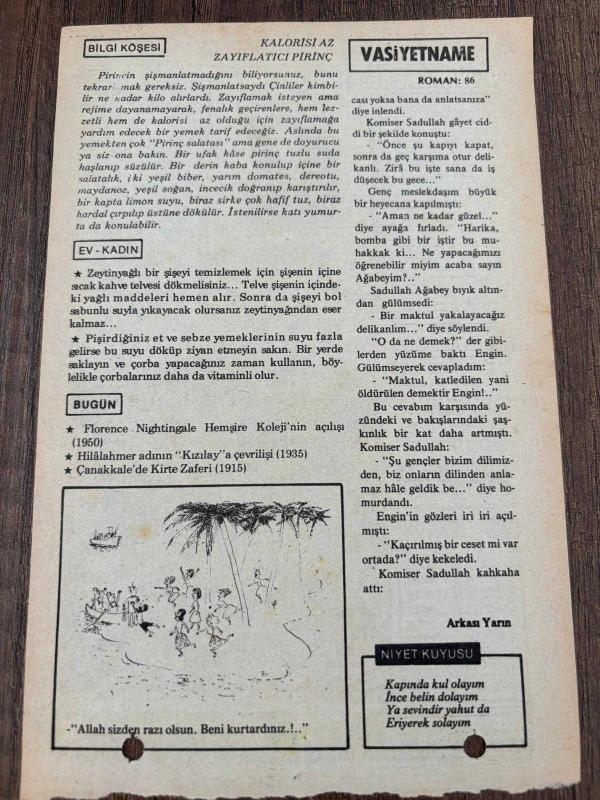 BİLGİ KÖŞESİ
KALORİSİ AZ
ZAYIFLATICI PİRİNÇ
Pirincin şişmanlatmadığını biliyorsunuz, bunu
mak gereksiz. Şişmanlatsaydı Çinliler kimbi-
lir ne kadar kilo alırlardı. Zayıflamak isteyen ama
rejime dayanamayarak, fenalık geçirenlere, hem lez-
zetli hem de kalorisi az olduğu için zayıflamağa
yardım edecek bir yemek tarif edeceğiz. Aslında bu
yemekten çok "Pirinç salatası" ama gene de doyurucu
ya siz ona bakın. Bir ufak kâse pirinç tuzlu suda
haşlanıp süzülür. Bir derin kaba konulup içine bir
salatalık, iki yeşil biber, yarım domates, dereotu,
maydanoz, yeşil soğan, incecik doğranıp karıştırılır,
bir kapta limon suyu, biraz sirke çok hafif tuz, biraz
hardal çırpılıp üstüne dökülür. İstenilirse katı yumur-
ta da konulabilir.
EV - KADIN
★ Zeytinyağlı bir şişeyi temizlemek için şişenin içine
sıcak kahve telvesi dökmelisiniz... Telve şişenin içinde-
ki yağlı maddeleri hemen alır. Sonra da şişeyi bol
sabunlu suyla yıkayacak olursanız zeytinyağından eser
kalmaz...
★ Pişirdiğiniz et ve sebze yemeklerinin suyu fazla
gelirse bu suyu döküp ziyan etmeyin sakın. Bir yerde
saklayın ve çorba yapacağınız zaman kullanın, böy-
lelikle çorbalarınız daha da vitaminli olur.
BUGÜN
★ Florence Nightingale Hemşire Koleji'nin açılışı
(1950)
★ Hilâlahmer adının "Kızılay"a çevrilişi (1935)
★ Çanakkale'de Kirte Zaferi (1915)
-"Allah sizden razı olsun. Beni kurtardınız.!.."
VASİYETNAME
ROMAN: 86
cası yoksa bana da anlatsanıza"
diye inlendi.
Komiser Sadullah gâyet cid-
di bir şekilde konuştu:
- "Önce şu kapıyı kapat,
sonra da geç karşıma otur deli-
kanlı. Zirâ bu işte sana da iş
düşecek bu gece..."
Genç meslekdaşım büyük
bir heyecana kapılmıştı:
- "Aman ne kadar güzel..."
diye ayağa fırladı. "Harika,
bomba gibi bir iştir bu mu-
hakkak ki... Ne yapacağımızı
öğrenebilir miyim acaba sayın
Ağabeyim?.."
Sadullah Ağabey bıyık altın-
dan gülümsedi:
- Bir maktul yakalayacağız
delikanlım..." diye söylendi.
"O da ne demek?" der gibi-
lerden yüzüme baktı Engin.
Gülümseyerek cevapladım:
- "Maktul, katledilen yani
öldürülen demektir Engin!.."
Bu cevabım karşısında yü-
zündeki ve bakışlarındaki şaş-
kınlık bir kat daha artmıştı.
Komiser Sadullah:
- "Şu gençler bizim dilimiz-
den, biz onların dilinden anla-
maz hâle geldik be..." diye ho-
murdandı.
Engin'in gözleri iri iri açıl-
mıştı:
- "Kaçırılmış bir ceset mi var
ortada?" diye kekeledi.
Komiser Sadullah kahkaha
attı:
Arkası Yarın
NİYET KUYUSU
Kapında kul olayım
İnce belin dolayım
Ya sevindir yahut da
Eriyerek solayım